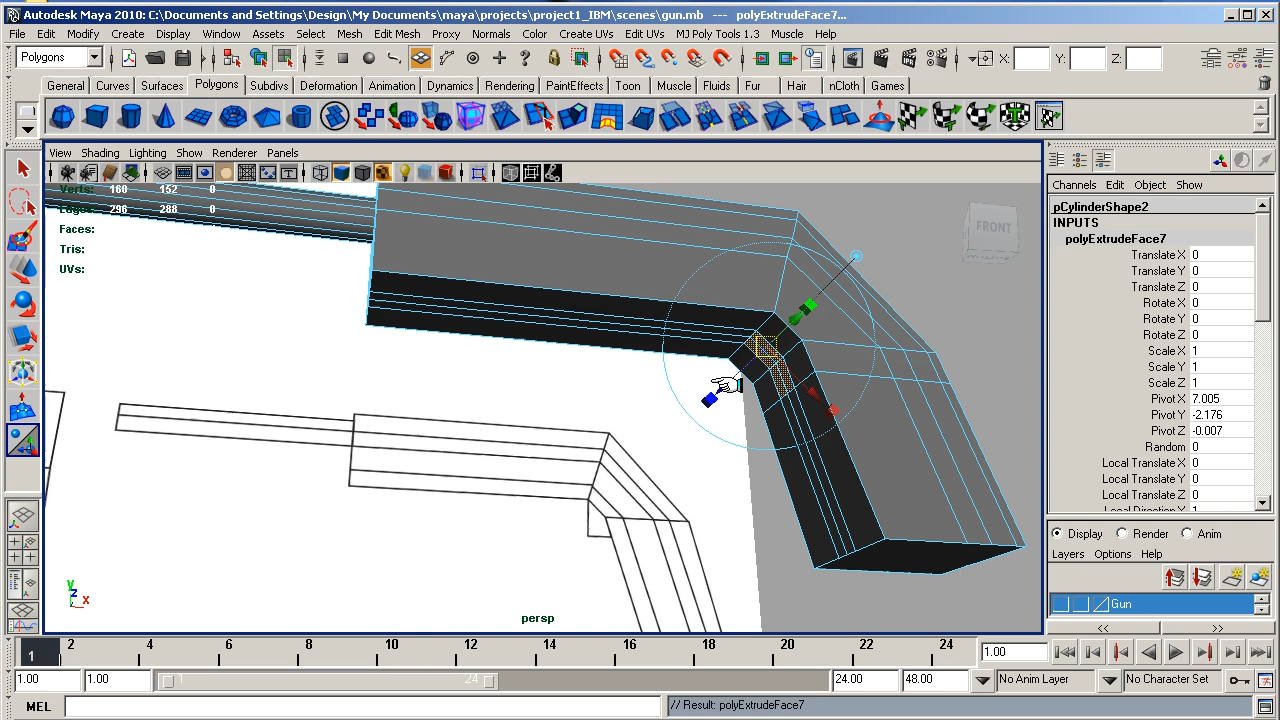 Autodesk Maya 2010: C:\Documents and Settings\Design\My Documents\maya\projects\project1_IBM\scenes\gun.mb --- polyExtrudeFace7...
File Edit Modify Create Display Window Assets Select Mesh Edit Mesh Proxy Normals Color Create UVs Edit UVs MJ Poly Tools 1.3 Muscle Help
Polygons X: Y: Z:
General Curves Surfaces Polygons Subdivs Deformation Animation Dynamics Rendering PaintEffects Toon Muscle Fluids Fur Hair nCloth Games
View Shading Lighting Show Renderer Panels
Verts: 160 152 0
Edges: 296 288 0
Faces:
Tris:
UVs:
FRONT
y
z
x
persp
Channels Edit Object Show
pCylinderShape2
INPUTS
polyExtrudeFace7
Translate X 0
Translate Y 0
Translate Z 0
Rotate X 0
Rotate Y 0
Rotate Z 0
Scale X 1
Scale Y 1
Scale Z 1
Pivot X 7.005
Pivot Y -2.176
Pivot Z -0.007
Random 0
Local Translate X 0
Local Translate Y 0
Local Translate Z 0
Local Direction X 1
Display Render Anim
Layers Options Help
Gun
<< >>
1 2 4 6 8 10 12 14 16 18 20 22 24 1.00
1.00 1.00 1 24 24.00 48.00 No Anim Layer No Character Set
MEL // Result: polyExtrudeFace7